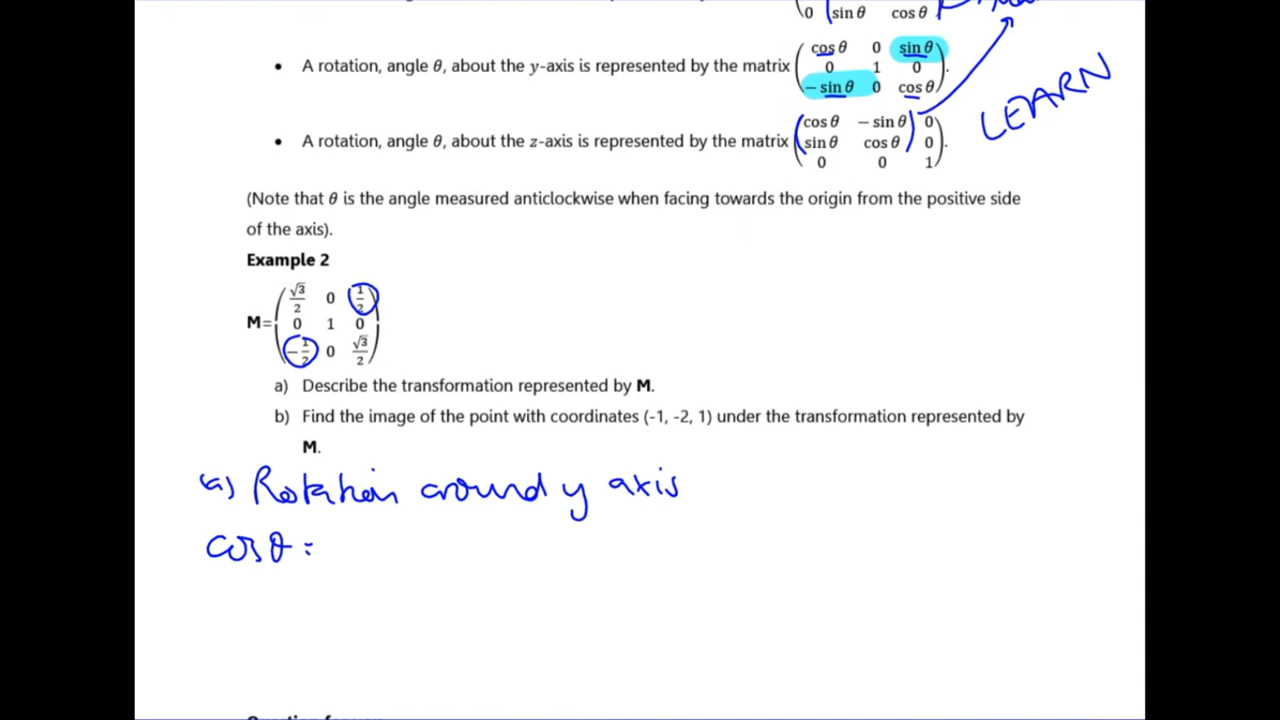 0 sin θ cos θ
cos θ 0 sin θ
• A rotation, angle θ, about the y-axis is represented by the matrix 0 1 0 .
− sin θ 0 cos θ
LEARN
cos θ − sin θ 0
• A rotation, angle θ, about the z-axis is represented by the matrix sin θ cos θ 0 .
0 0 1
(Note that θ is the angle measured anticlockwise when facing towards the origin from the positive side
of the axis).
Example 2
√3/2 0 1/2
M= 0 1 0
−1/2 0 √3/2
a) Describe the transformation represented by M.
b) Find the image of the point with coordinates (-1, -2, 1) under the transformation represented by
M.
(a) Rotation around y axis
cos θ =